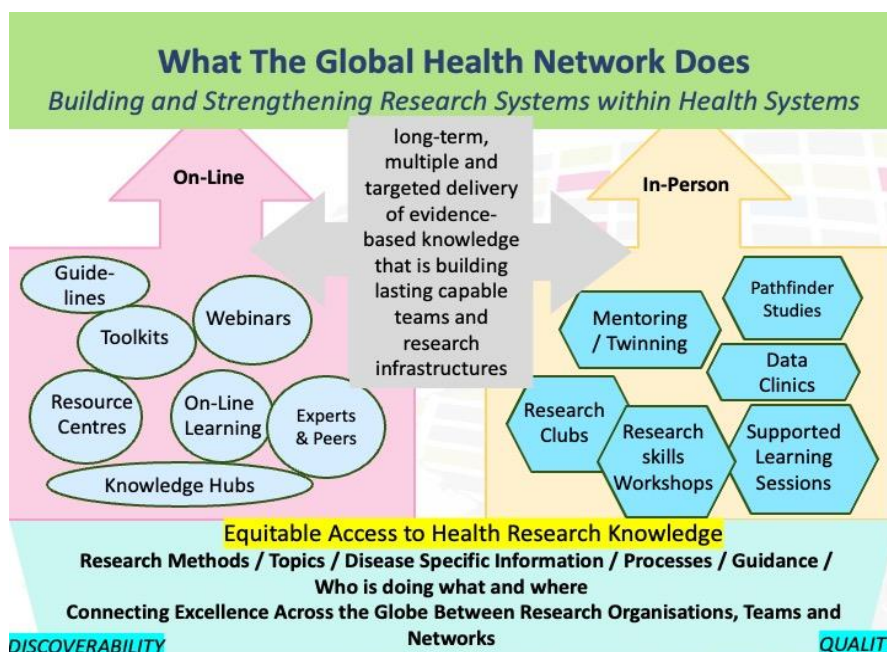 What The Global Health Network Does
Building and Strengthening Research Systems within Health Systems
long-term,
multiple and
targeted delivery
of evidence-
based knowledge
that is building
lasting capable
teams and
research
infrastructures
On-Line
Guide-
lines
Toolkits
Webinars
Resource
Centres
On-Line
Learning
Experts
& Peers
Knowledge Hubs
In-Person
Mentoring
/ Twinning
Pathfinder
Studies
Data
Clinics
Research
Clubs
Research
skills
Workshops
Supported
Learning
Sessions
Equitable Access to Health Research Knowledge
Research Methods / Topics / Disease Specific Information / Processes / Guidance /
Who is doing what and where
Connecting Excellence Across the Globe Between Research Organisations, Teams and
Networks
DISCOVERABILITY
QUALIT